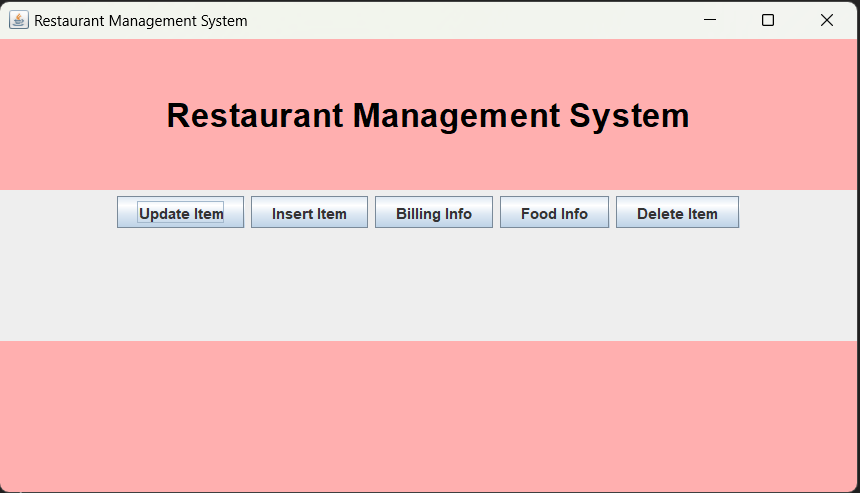 Restaurant Management System
Restaurant Management System
Update Item Insert Item Billing Info Food Info Delete Item